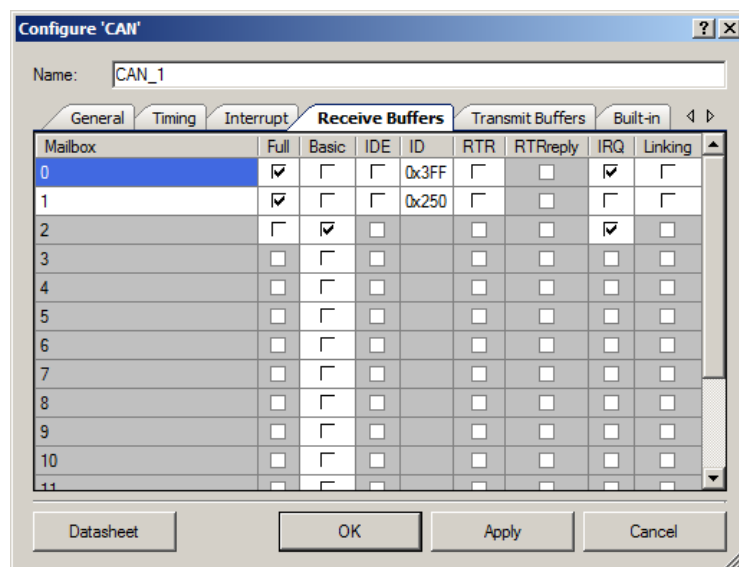 Configure 'CAN'
Name: CAN_1
General Timing Interrupt Receive Buffers Transmit Buffers Built-in
Mailbox Full Basic IDE ID RTR RTRreply IRQ Linking
0 0x3FF
1 0x250
2
3
4
5
6
7
8
9
10
11
Datasheet OK Apply Cancel